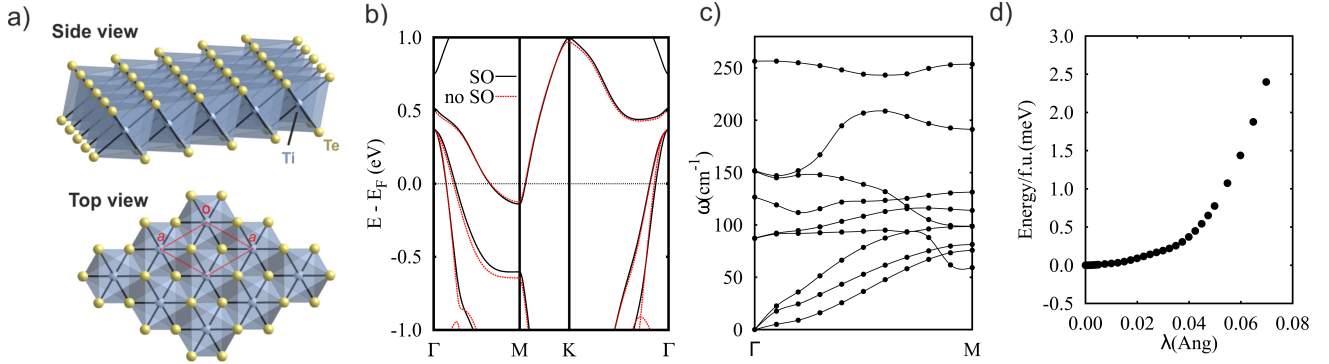 a)
Side view
Ti
Te
Top view
o
a
a
b)
E - E_F (eV)
1.0
0.5
0.0
-0.5
-1.0
SO
no SO
Γ
M
K
Γ
c)
ω(cm⁻¹)
250
200
150
100
50
0
Γ
M
d)
Energy/f.u.(meV)
3.0
2.5
2.0
1.5
1.0
0.5
0.0
-0.5
0.00
0.02
0.04
0.06
0.08
λ(Ang)